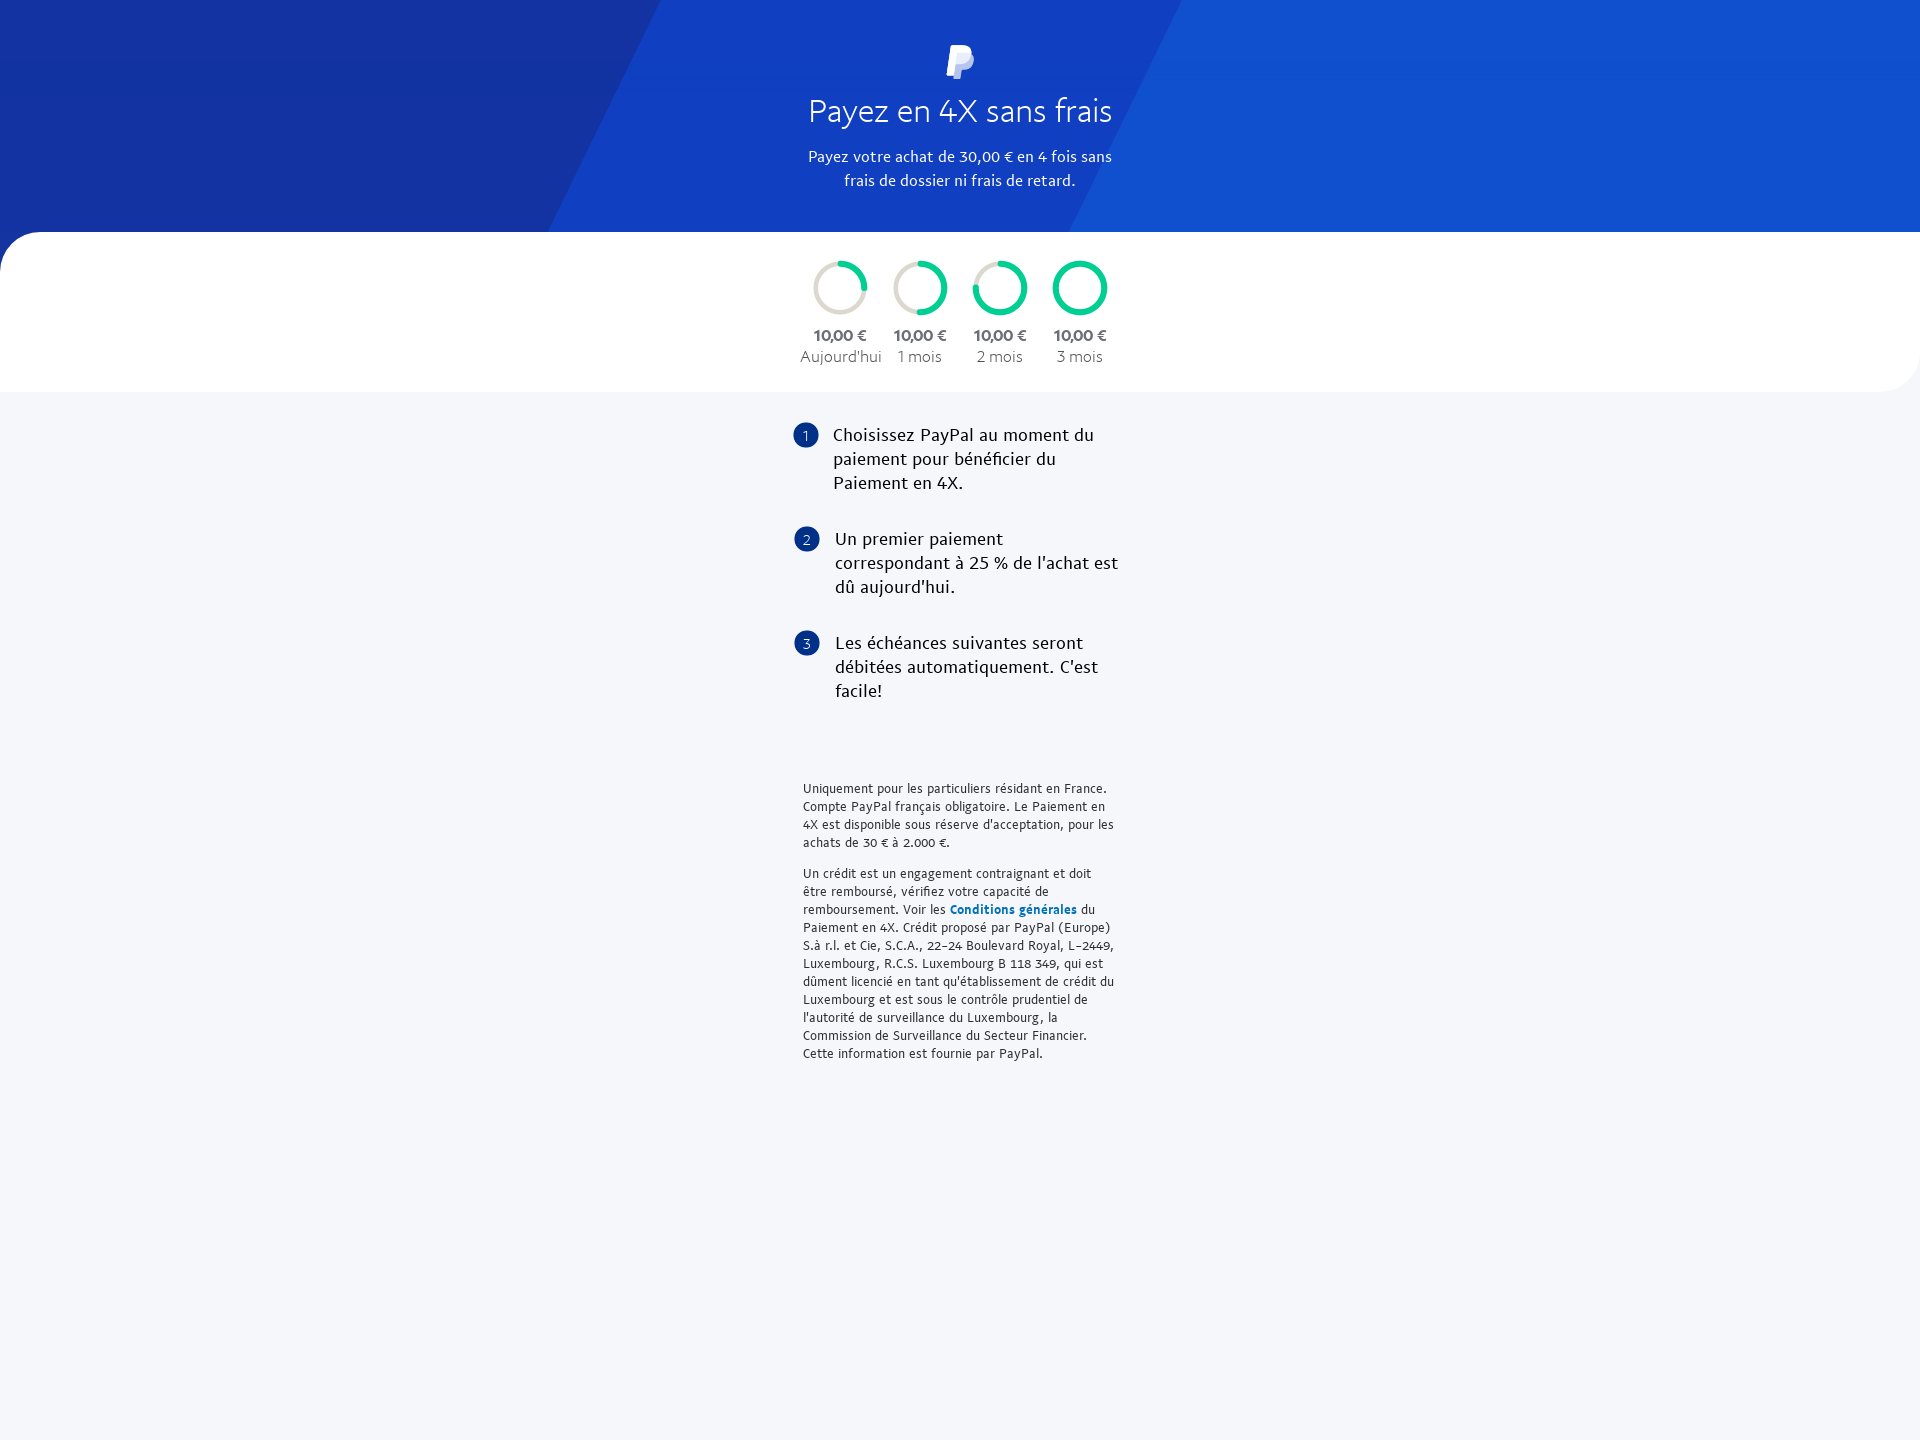 Payez en 4X sans frais
Payez votre achat de 30,00 € en 4 fois sans
frais de dossier ni frais de retard.
10,00 € 10,00 € 10,00 € 10,00 €
Aujourd'hui 1 mois 2 mois 3 mois
1 Choisissez PayPal au moment du
paiement pour bénéficier du
Paiement en 4X.
2 Un premier paiement
correspondant à 25 % de l'achat est
dû aujourd'hui.
3 Les échéances suivantes seront
débitées automatiquement. C'est
facile!
Uniquement pour les particuliers résidant en France.
Compte PayPal français obligatoire. Le Paiement en
4X est disponible sous réserve d'acceptation, pour les
achats de 30 € à 2.000 €.
Un crédit est un engagement contraignant et doit
être remboursé, vérifiez votre capacité de
remboursement. Voir les Conditions générales du
Paiement en 4X. Crédit proposé par PayPal (Europe)
S.à r.l. et Cie, S.C.A., 22-24 Boulevard Royal, L-2449,
Luxembourg, R.C.S. Luxembourg B 118 349, qui est
dûment licencié en tant qu'établissement de crédit du
Luxembourg et est sous le contrôle prudentiel de
l'autorité de surveillance du Luxembourg, la
Commission de Surveillance du Secteur Financier.
Cette information est fournie par PayPal.